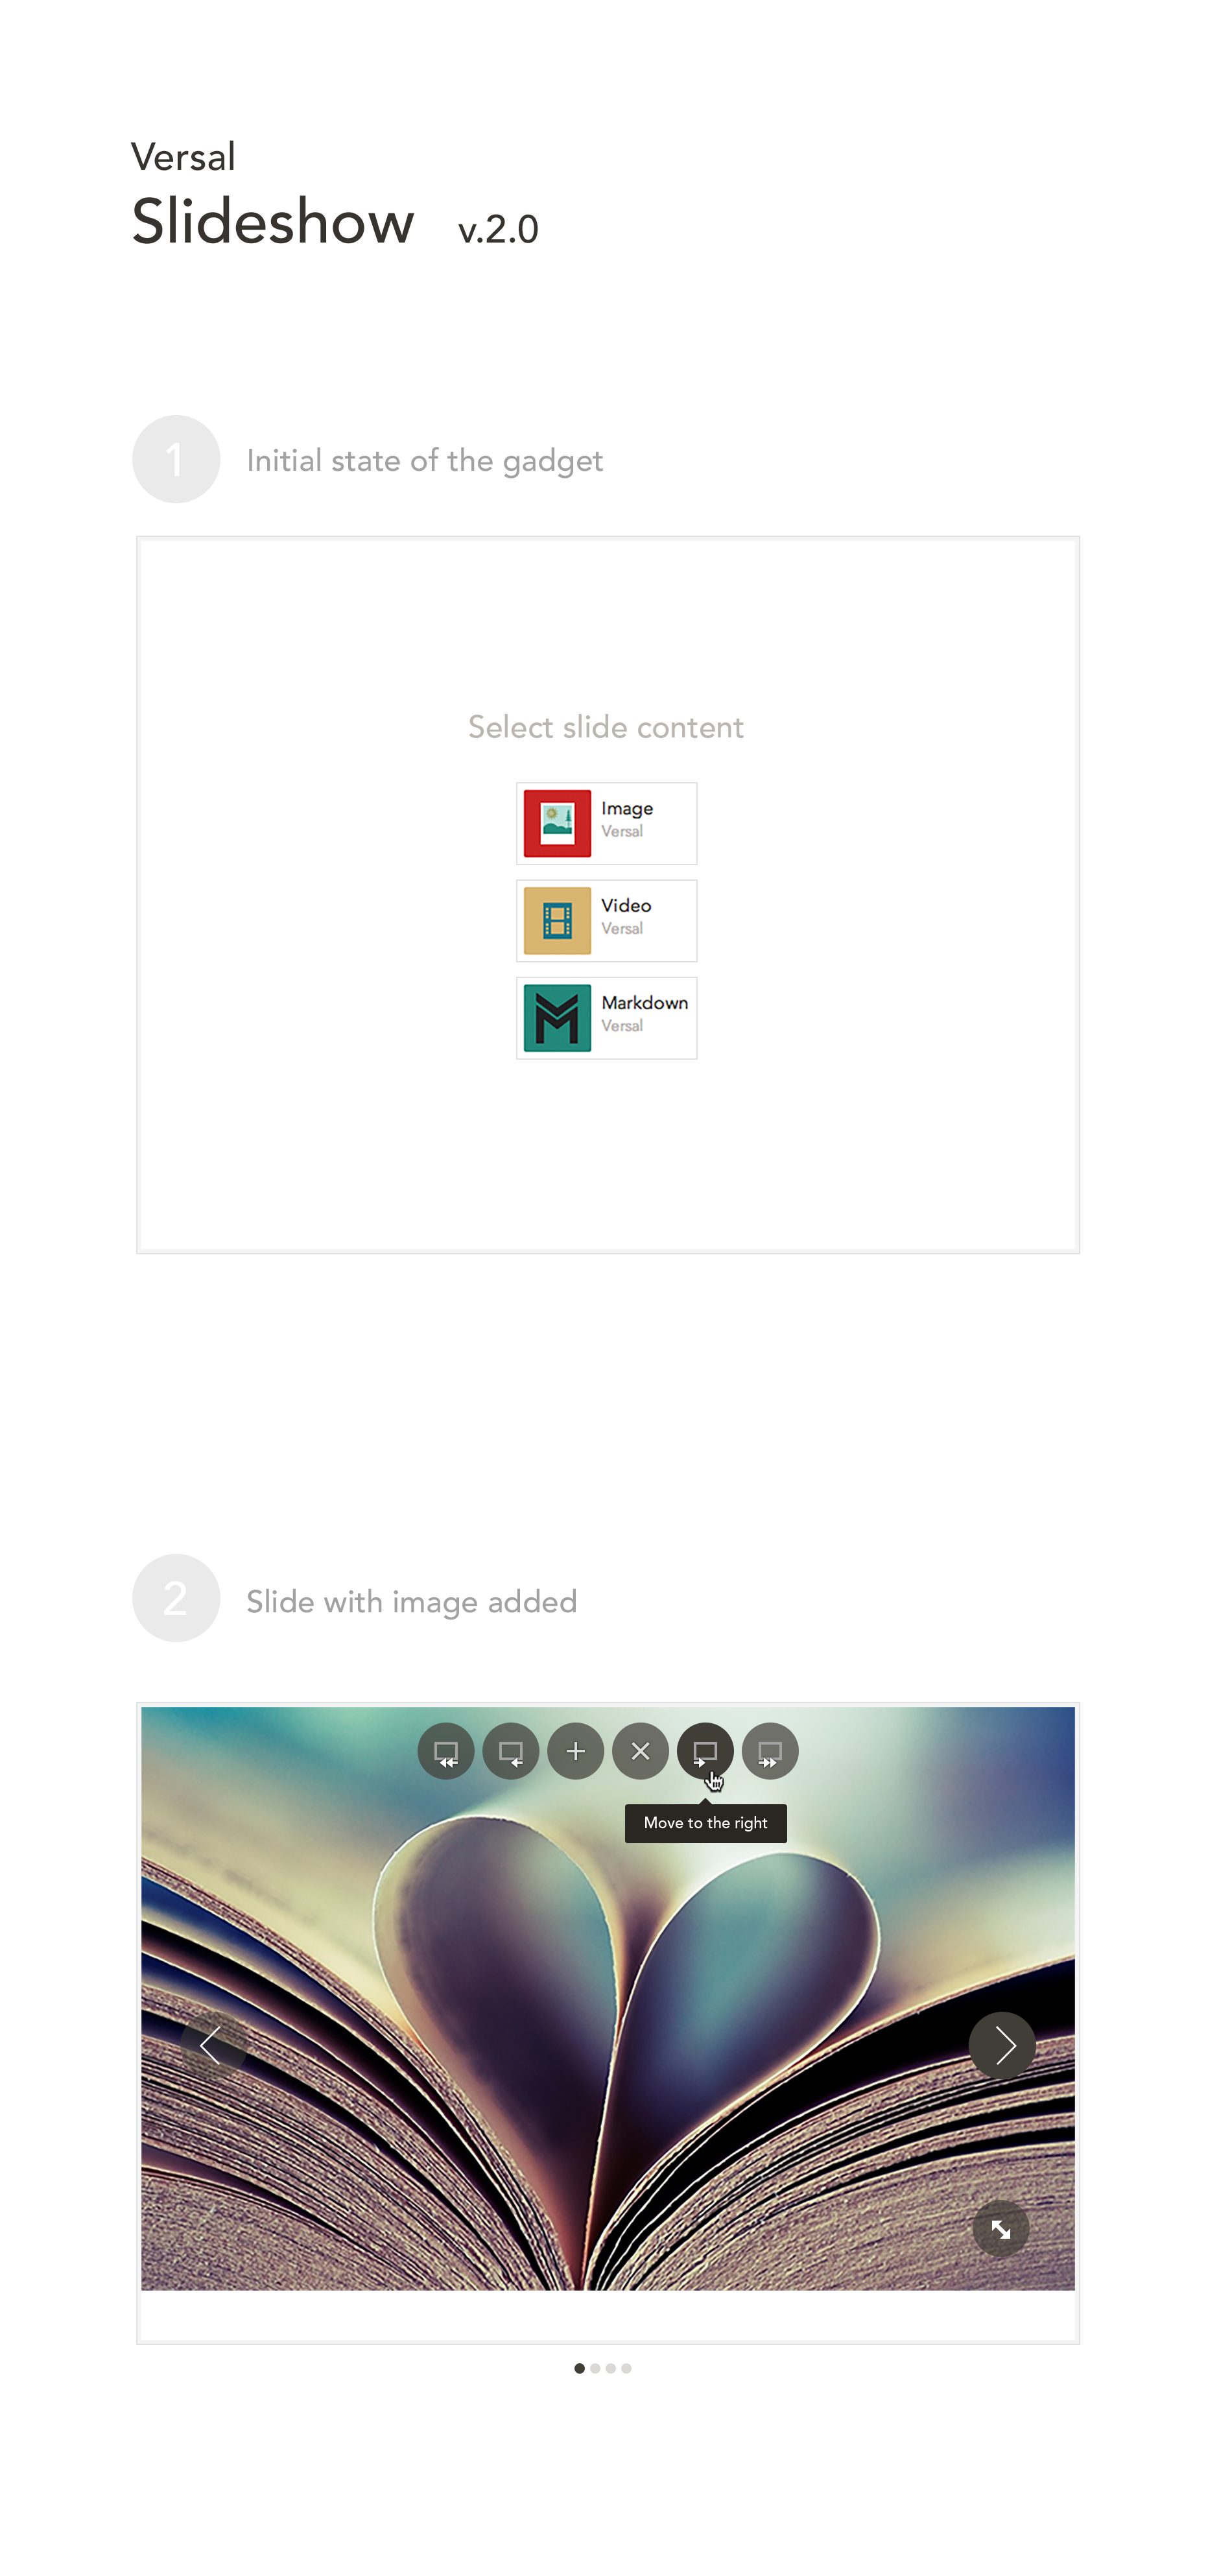 Versal
Slideshow v.2.0
1 Initial state of the gadget
Select slide content
Image
Versal
Video
Versal
Markdown
Versal
2 Slide with image added
Move to the right